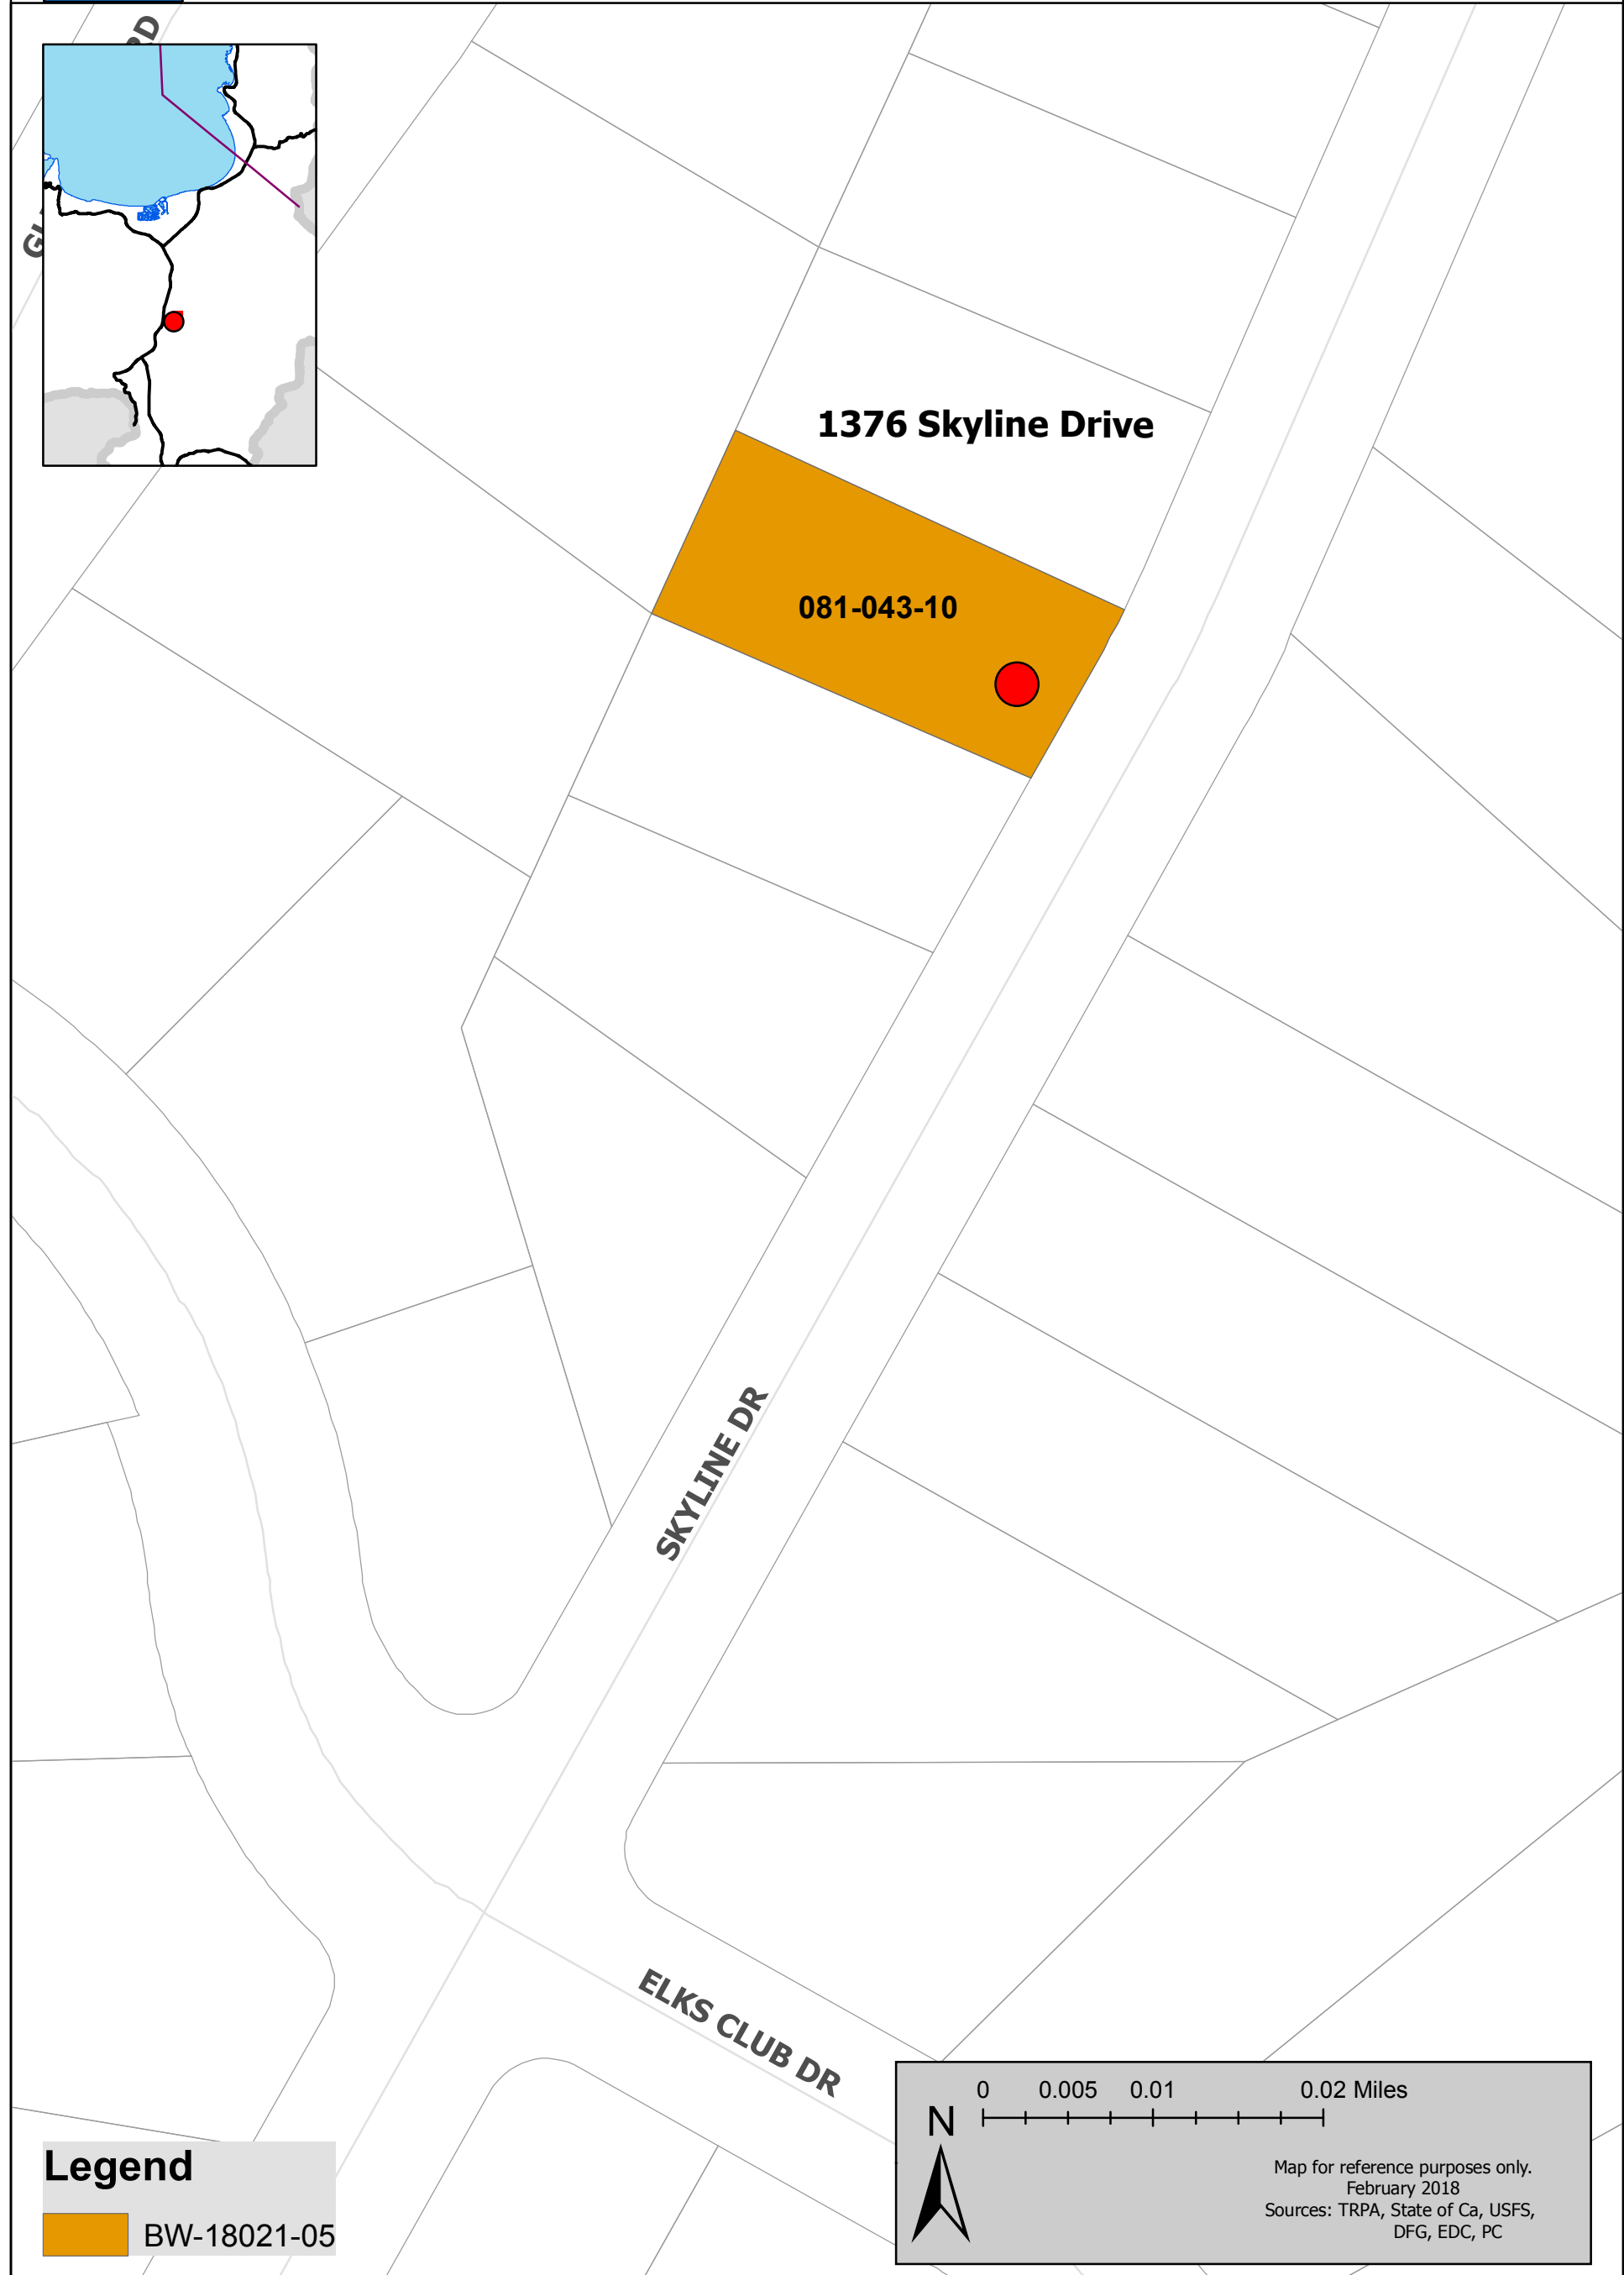 RD
1376 Skyline Drive
081-043-10
SKYLINE DR
ELKS CLUB DR
0 0.005 0.01 0.02 Miles
N
Map for reference purposes only.
February 2018
Sources: TRPA, State of Ca, USFS,
DFG, EDC, PC
Legend
BW-18021-05